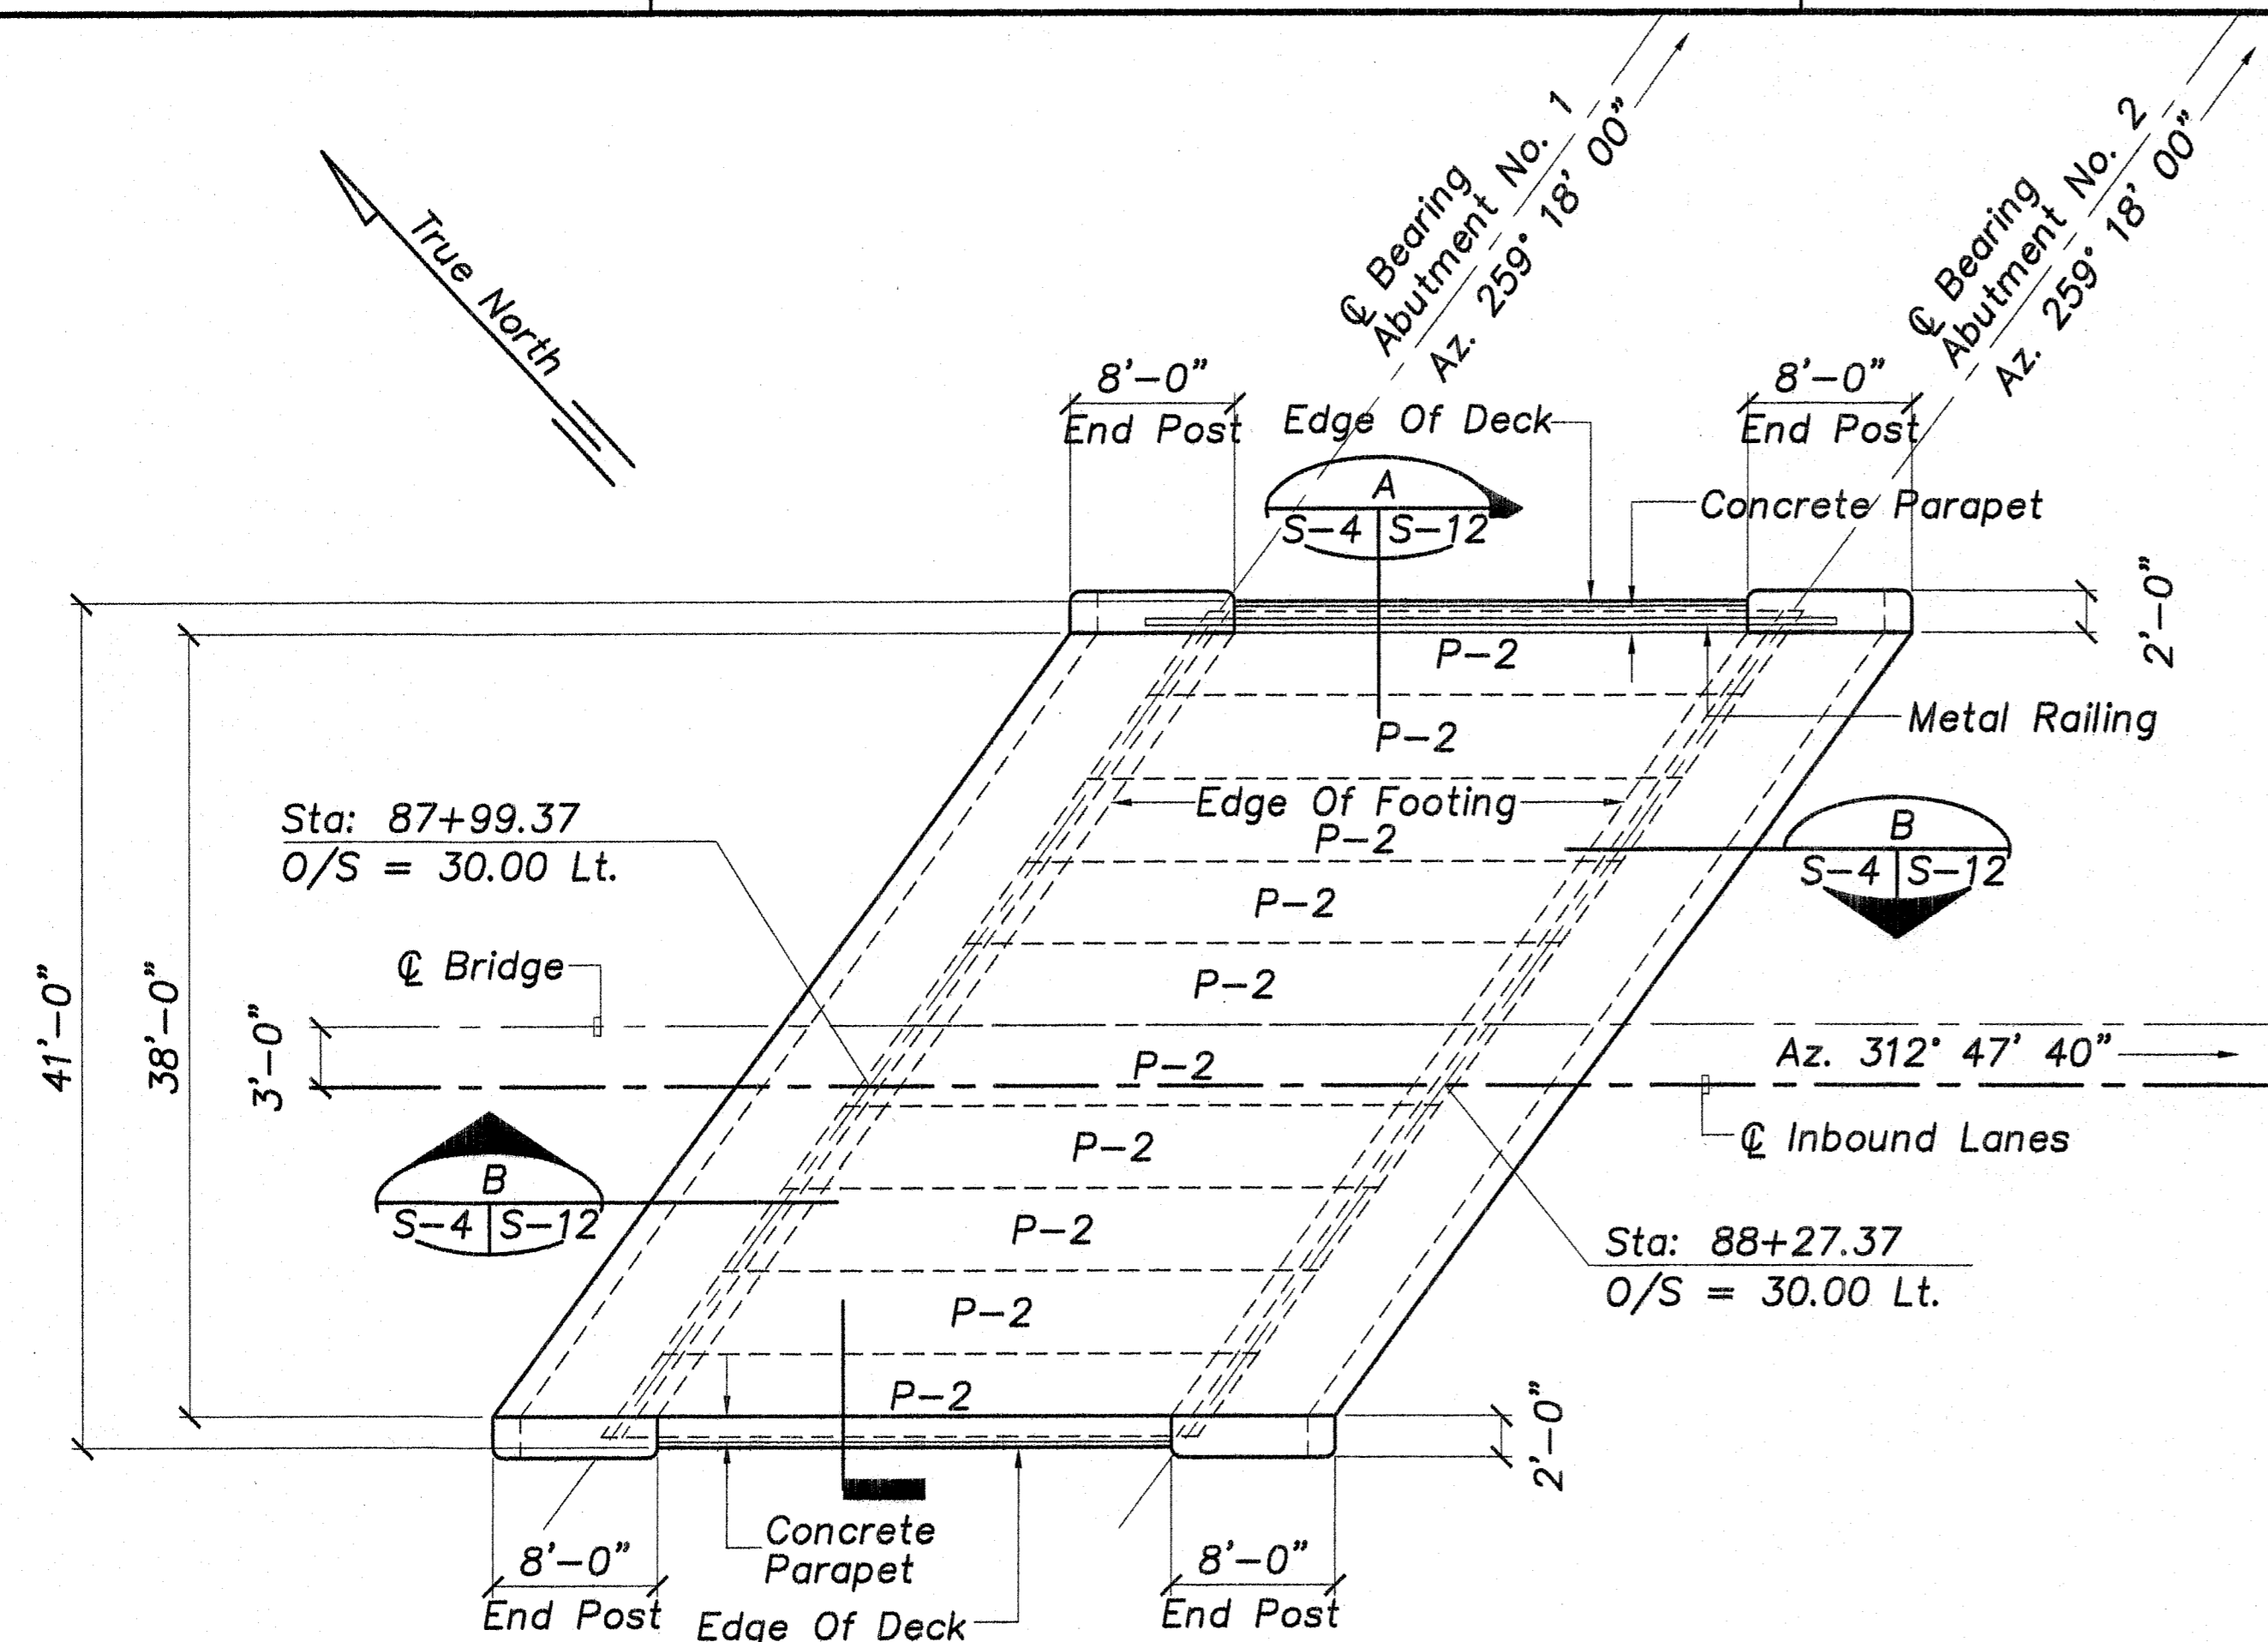 True North
℄ Bearing
Abutment No. 1
Az. 259° 18' 00"
℄ Bearing
Abutment No. 2
Az. 259° 18' 00"
8'-0"
End Post
Edge Of Deck
8'-0"
End Post
A
S-4 S-12
Concrete Parapet
2'-0"
P-2
Metal Railing
P-2
Edge Of Footing
P-2
Sta: 87+99.37
O/S = 30.00 Lt.
B
S-4 S-12
P-2
℄ Bridge
P-2
41'-0"
38'-0"
3'-0"
P-2
Az. 312° 47' 40"
℄ Inbound Lanes
P-2
B
S-4 S-12
P-2
Sta: 88+27.37
O/S = 30.00 Lt.
P-2
P-2
2'-0"
Concrete
Parapet
8'-0"
End Post
Edge Of Deck
8'-0"
End Post